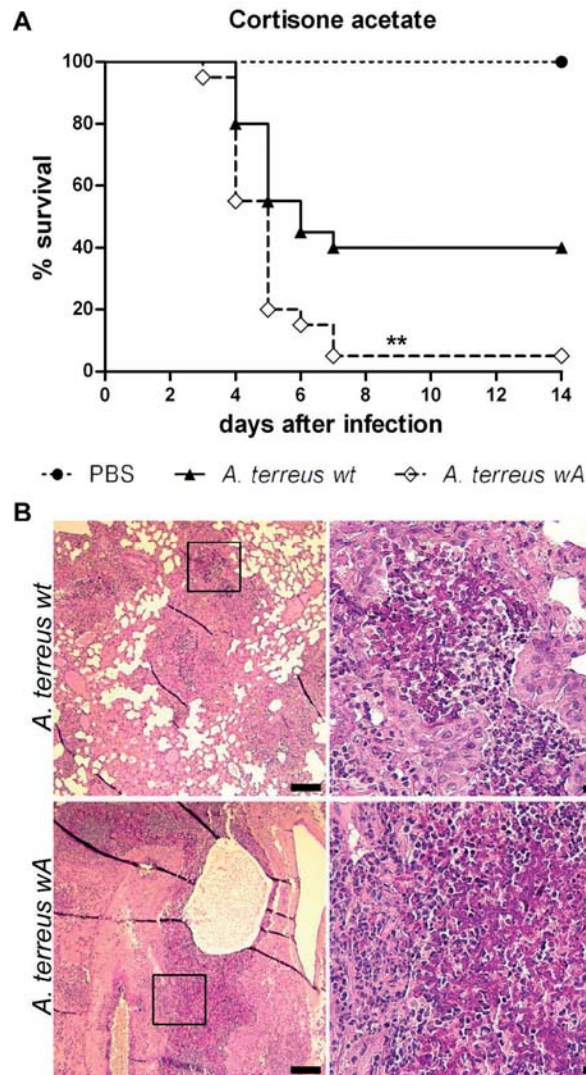 A
Cortisone acetate
100
80
60
40
20
0
% survival
**
0 2 4 6 8 10 12 14
days after infection
PBS A. terreus wt A. terreus wA
B
A. terreus wt
A. terreus wA